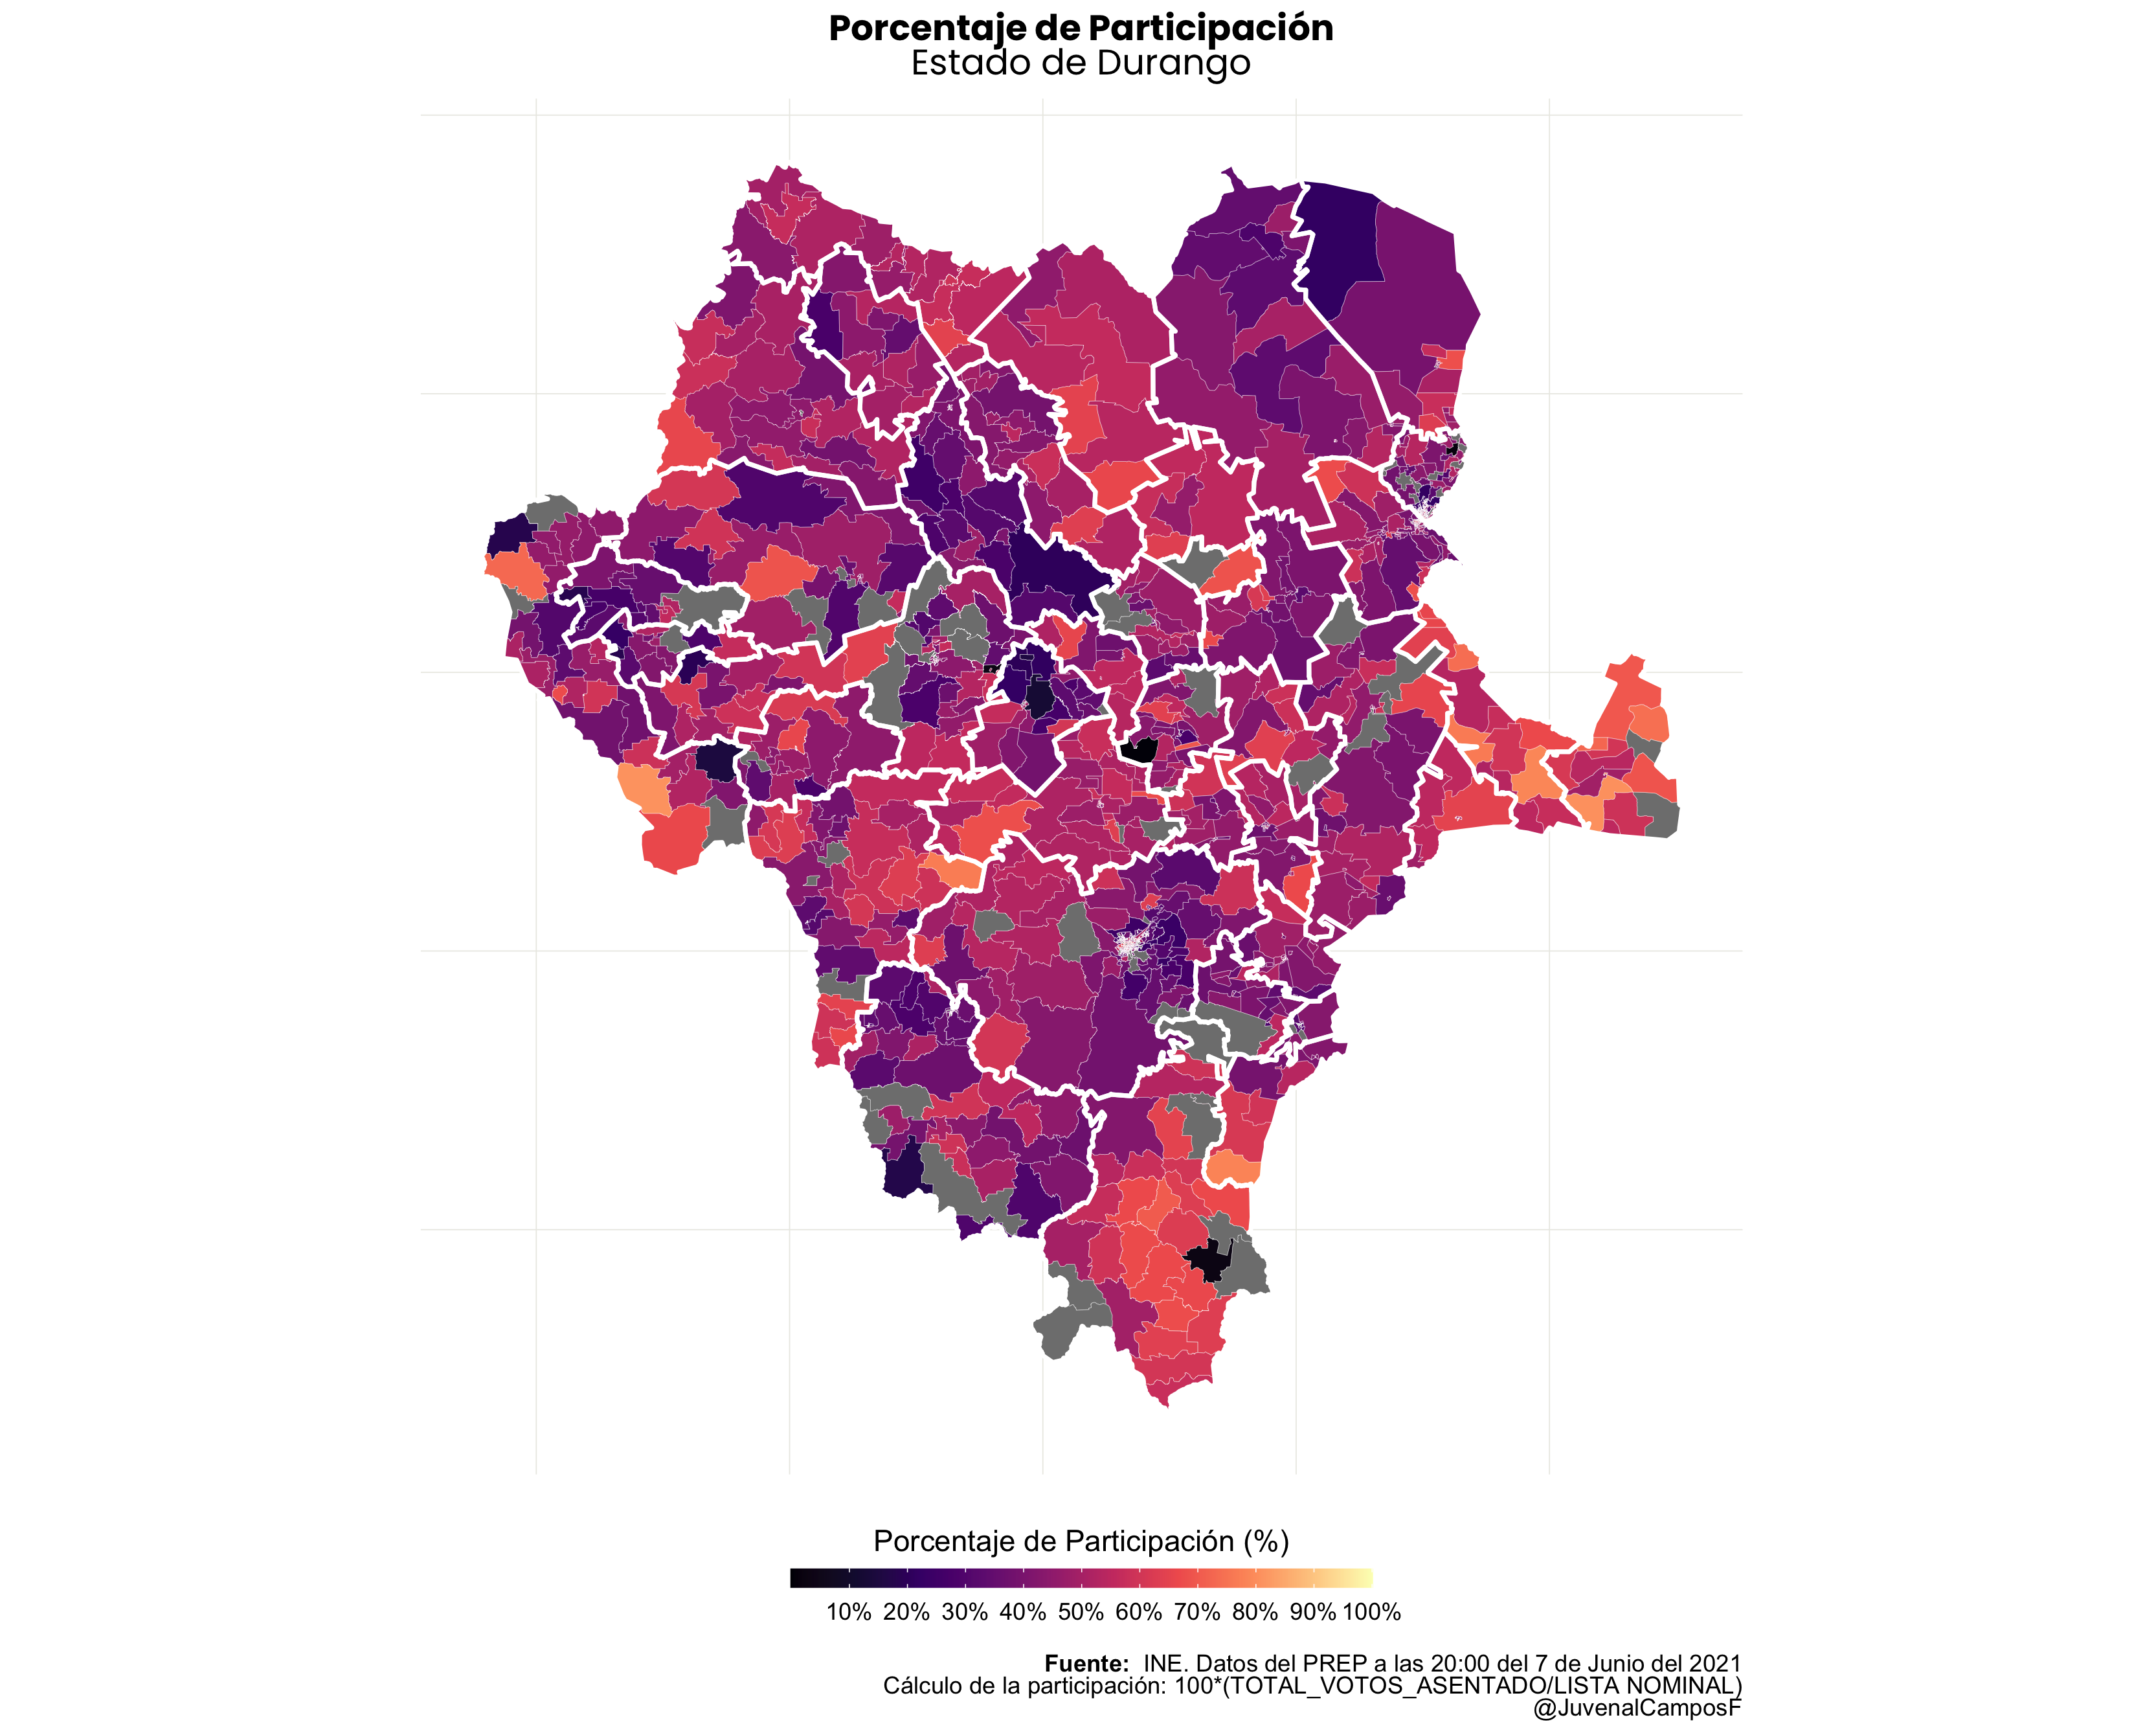 Porcentaje de Participación
Estado de Durango
Porcentaje de Participación (%)
10% 20% 30% 40% 50% 60% 70% 80% 90% 100%
Fuente: INE. Datos del PREP a las 20:00 del 7 de Junio del 2021
Cálculo de la participación: 100*(TOTAL_VOTOS_ASENTADO/LISTA NOMINAL)
@JuvenalCamposF